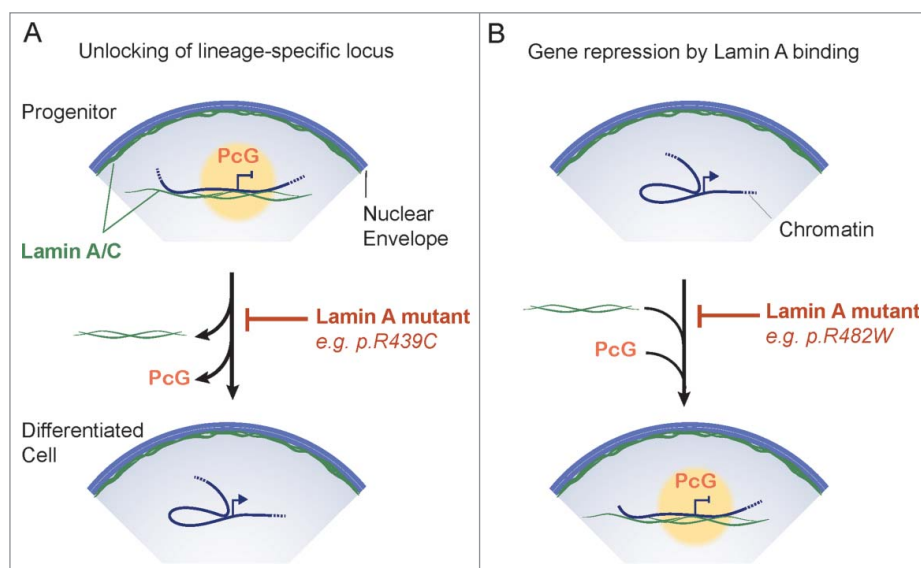 A
Unlocking of lineage-specific locus
Progenitor
PcG
Lamin A/C
Nuclear
Envelope
Lamin A mutant
e.g. p.R439C
PcG
Differentiated
Cell
B
Gene repression by Lamin A binding
Chromatin
Lamin A mutant
e.g. p.R482W
PcG
PcG